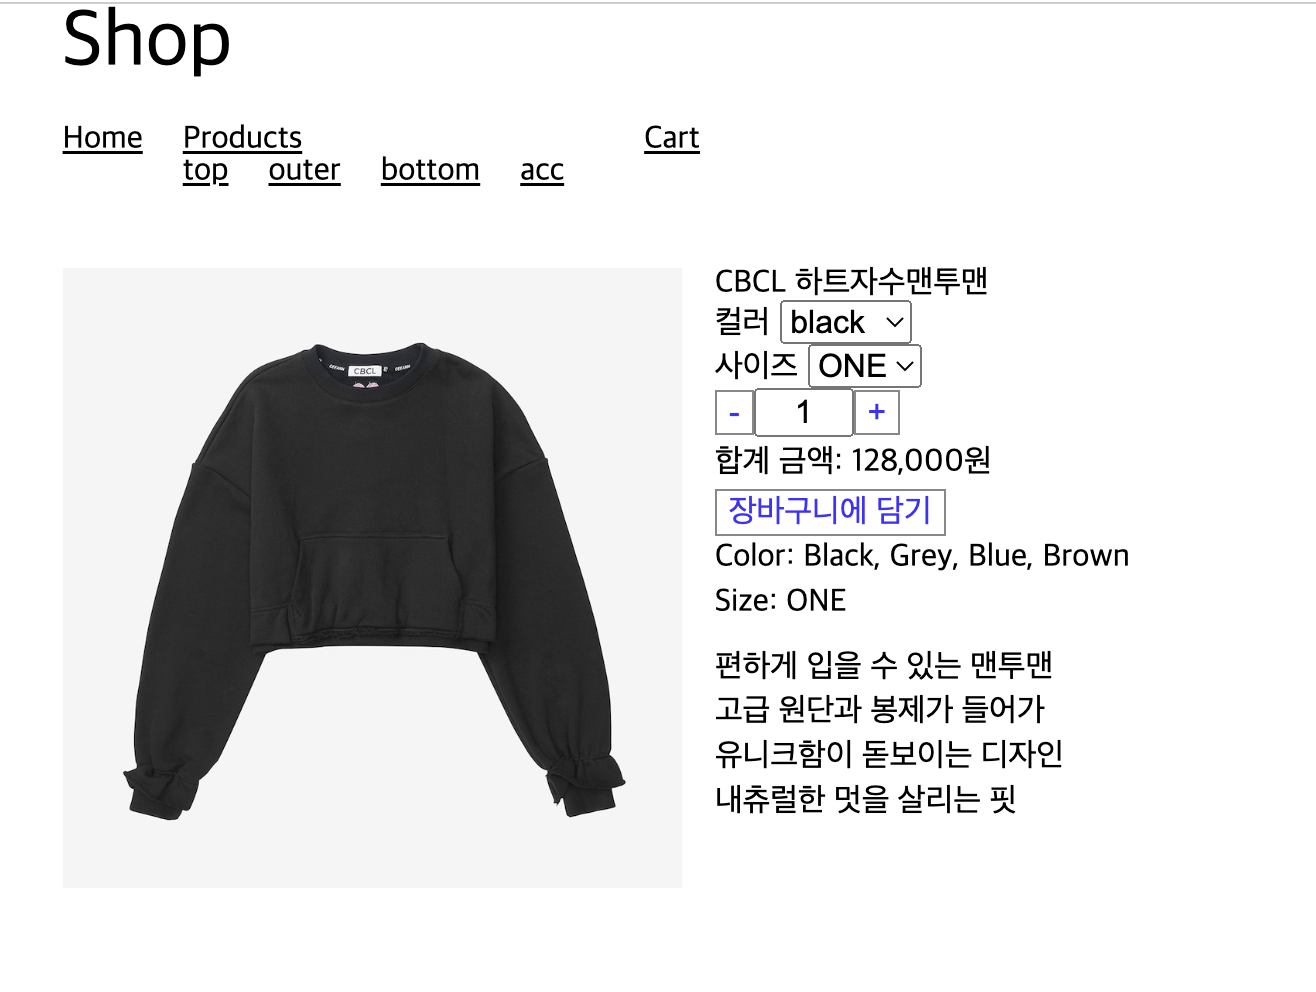 Shop
Home Products Cart
top outer bottom acc
CBCL
CBCL 하트자수맨투맨
컬러 black
사이즈 ONE
- 1 +
합계 금액: 128,000원
장바구니에 담기
Color: Black, Grey, Blue, Brown
Size: ONE
편하게 입을 수 있는 맨투맨
고급 원단과 봉제가 들어가
유니크함이 돋보이는 디자인
내츄럴한 멋을 살리는 핏